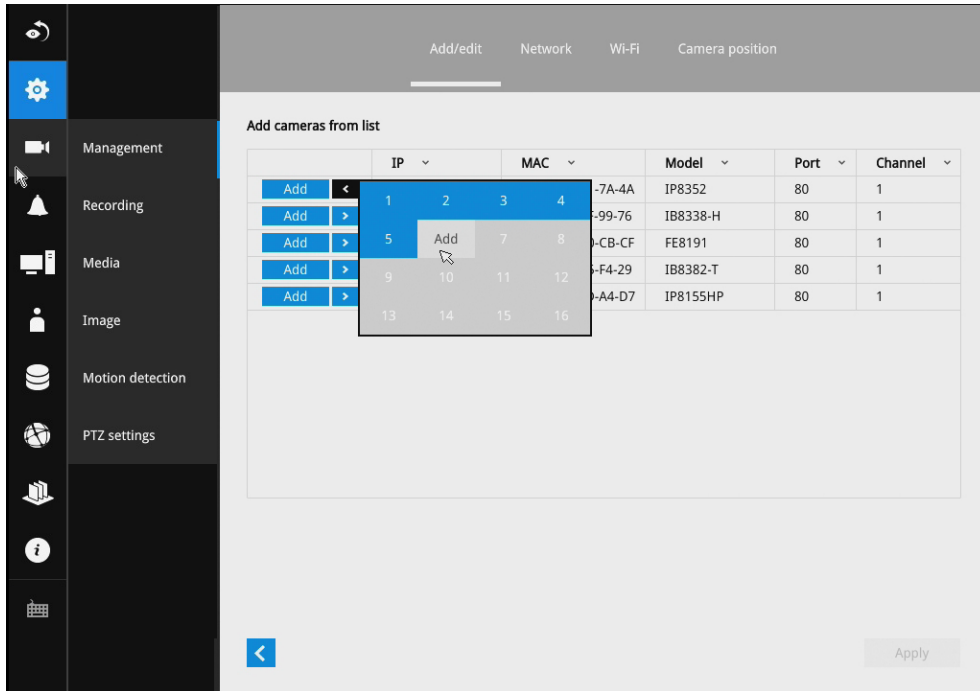 Add/edit Network Wi-Fi Camera position
Add cameras from list
Management
Recording
Media
Image
Motion detection
PTZ settings
IP MAC Model Port Channel
Add -7A-4A IP8352 80 1
Add -99-76 IB8338-H 80 1
Add -CB-CF FE8191 80 1
Add -F4-29 IB8382-T 80 1
Add -A4-D7 IP8155HP 80 1
1 2 3 4
5 Add 7 8
9 10 11 12
13 14 15 16
Apply